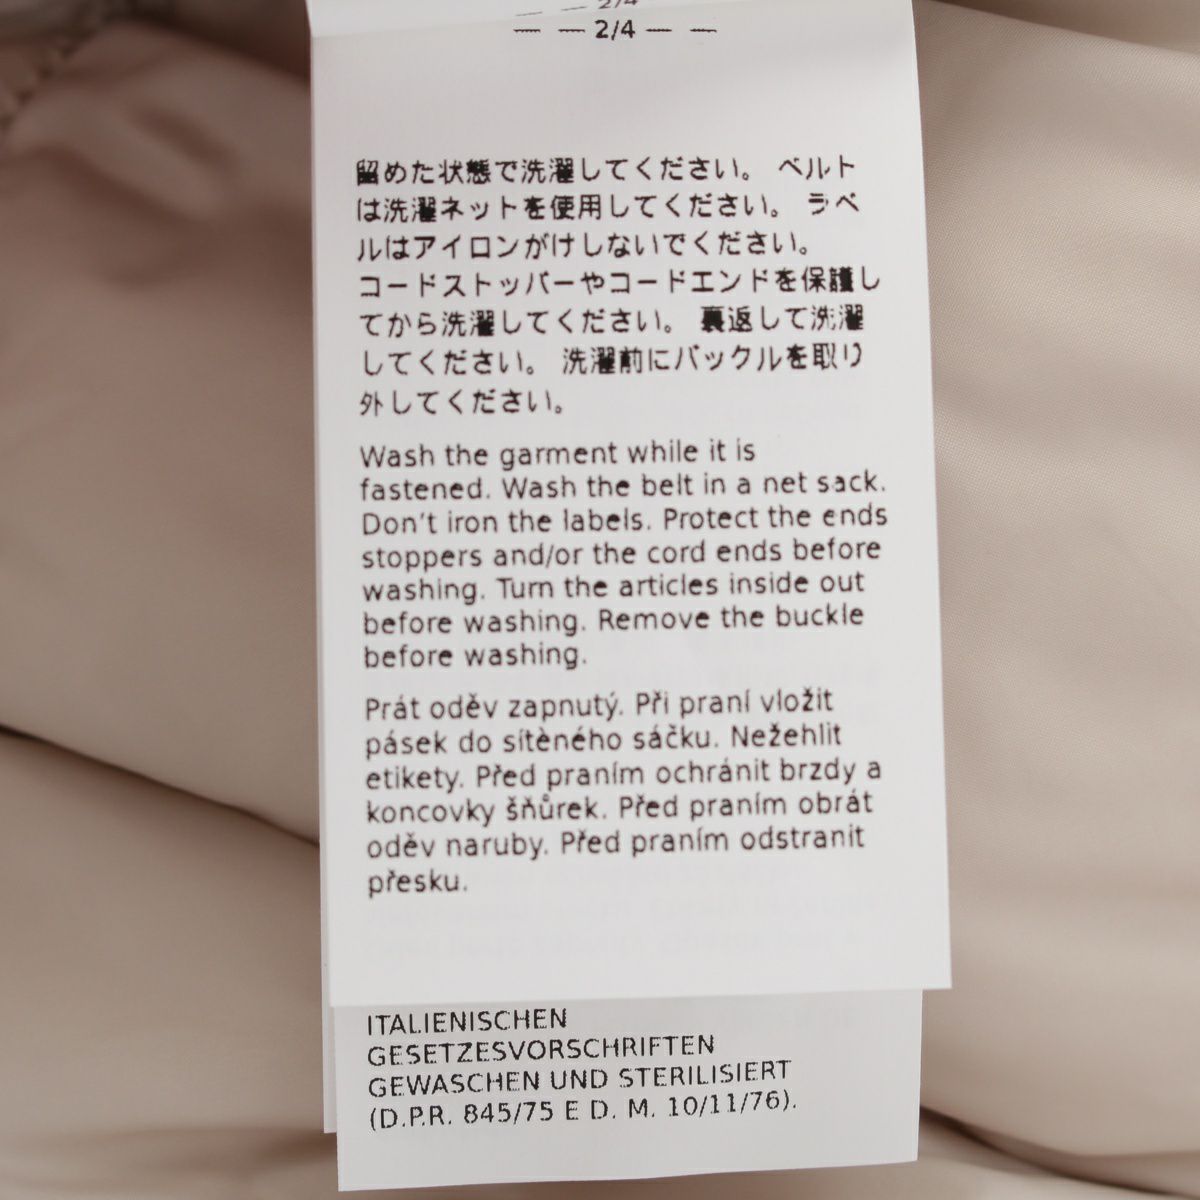 — — 2/4
— — 2/4 — —
留めた状態で洗濯してください。 ベルト
は洗濯ネットを使用してください。 ラベ
ルはアイロンがけしないでください。
コードストッパーやコードエンドを保護し
てから洗濯してください。 裏返して洗濯
してください。 洗濯前にバックルを取り
外してください。
Wash the garment while it is
fastened. Wash the belt in a net sack.
Don't iron the labels. Protect the ends
stoppers and/or the cord ends before
washing. Turn the articles inside out
before washing. Remove the buckle
before washing.
Prát oděv zapnutý. Při praní vložit
pásek do sítèného sáčku. Nežehlit
etikety. Před praním ochránit brzdy a
koncovky šňůrek. Před praním obrát
oděv naruby. Před praním odstranit
přesku.
ITALIENISCHEN
GESETZESVORSCHRIFTEN
GEWASCHEN UND STERILISIERT
(D.P.R. 845/75 E D. M. 10/11/76).